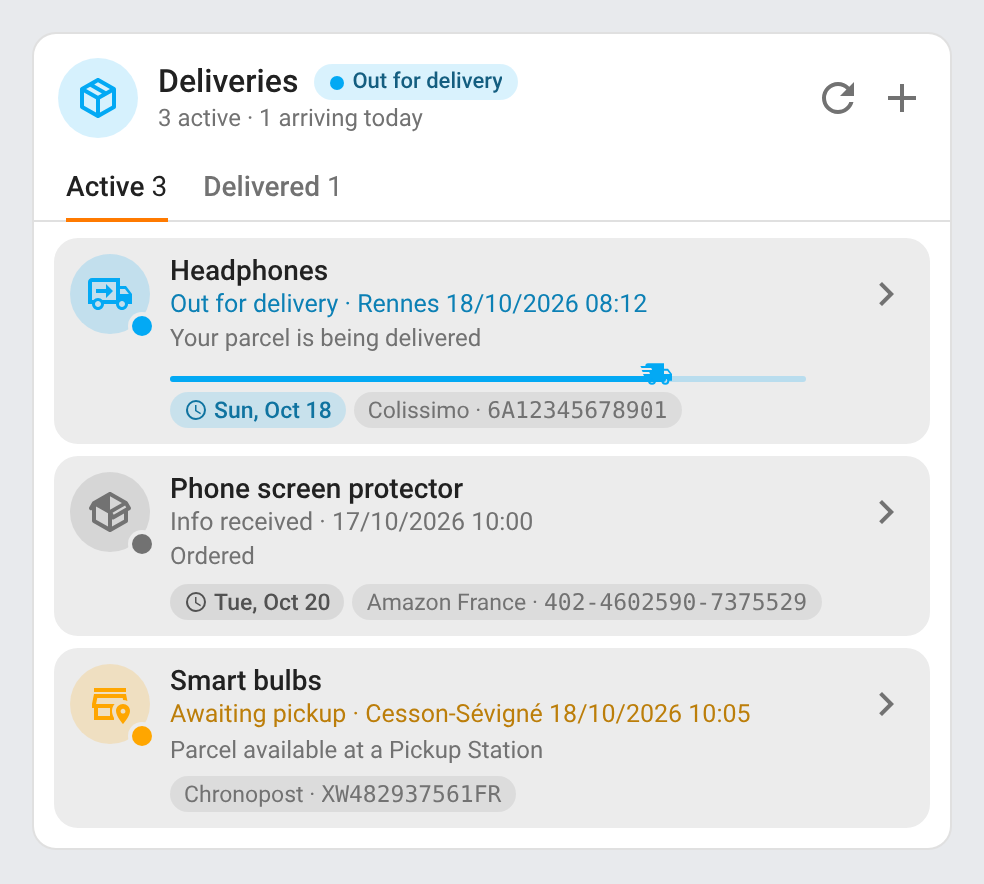 Deliveries
Out for delivery
3 active · 1 arriving today
Active 3
Delivered 1
Headphones
Out for delivery · Rennes 18/10/2026 08:12
Your parcel is being delivered
Sun, Oct 18
Colissimo · 6A12345678901
Phone screen protector
Info received · 17/10/2026 10:00
Ordered
Tue, Oct 20
Amazon France · 402-4602590-7375529
Smart bulbs
Awaiting pickup · Cesson-Sévigné 18/10/2026 10:05
Parcel available at a Pickup Station
Chronopost · XW482937561FR